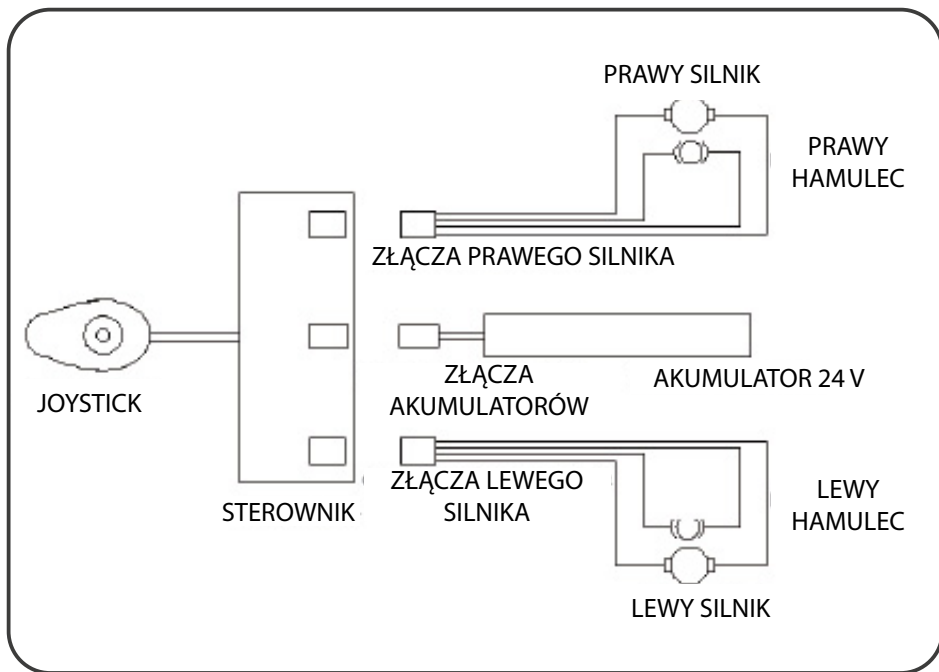 PRAWY SILNIK
PRAWY
HAMULEC
ZŁĄCZA PRAWEGO SILNIKA
JOYSTICK
ZŁĄCZA
AKUMULATORÓW
AKUMULATOR 24 V
STEROWNIK
ZŁĄCZA LEWEGO
SILNIKA
LEWY
HAMULEC
LEWY SILNIK